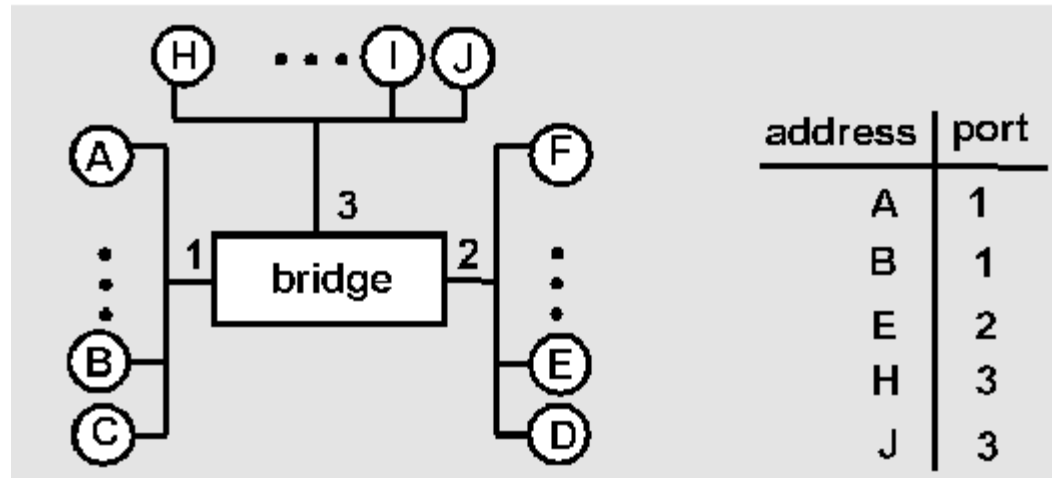 H ••• I J
A
F
3
1
bridge
2
B
E
C
D
address port
A 1
B 1
E 2
H 3
J 3